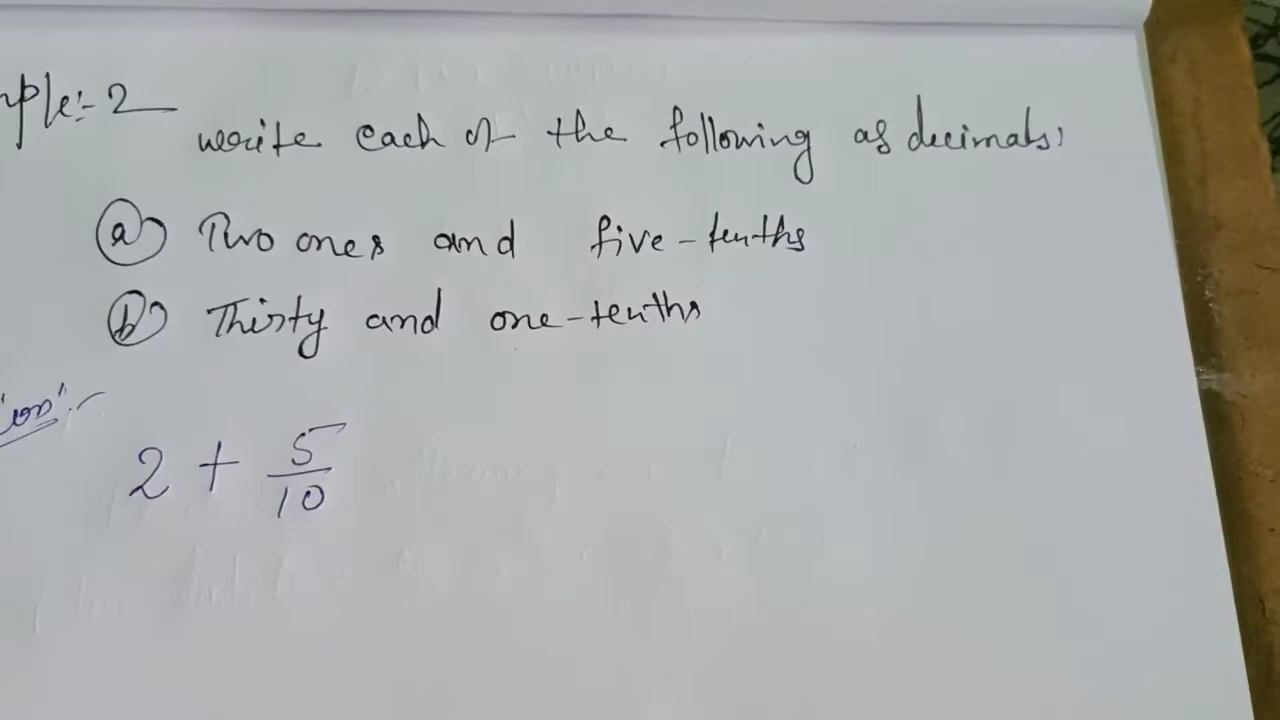 mple:- 2
write each of the following as decimals:
(a) Two ones and five-tenths
(b) Thirty and one-tenths
2 + 5/10